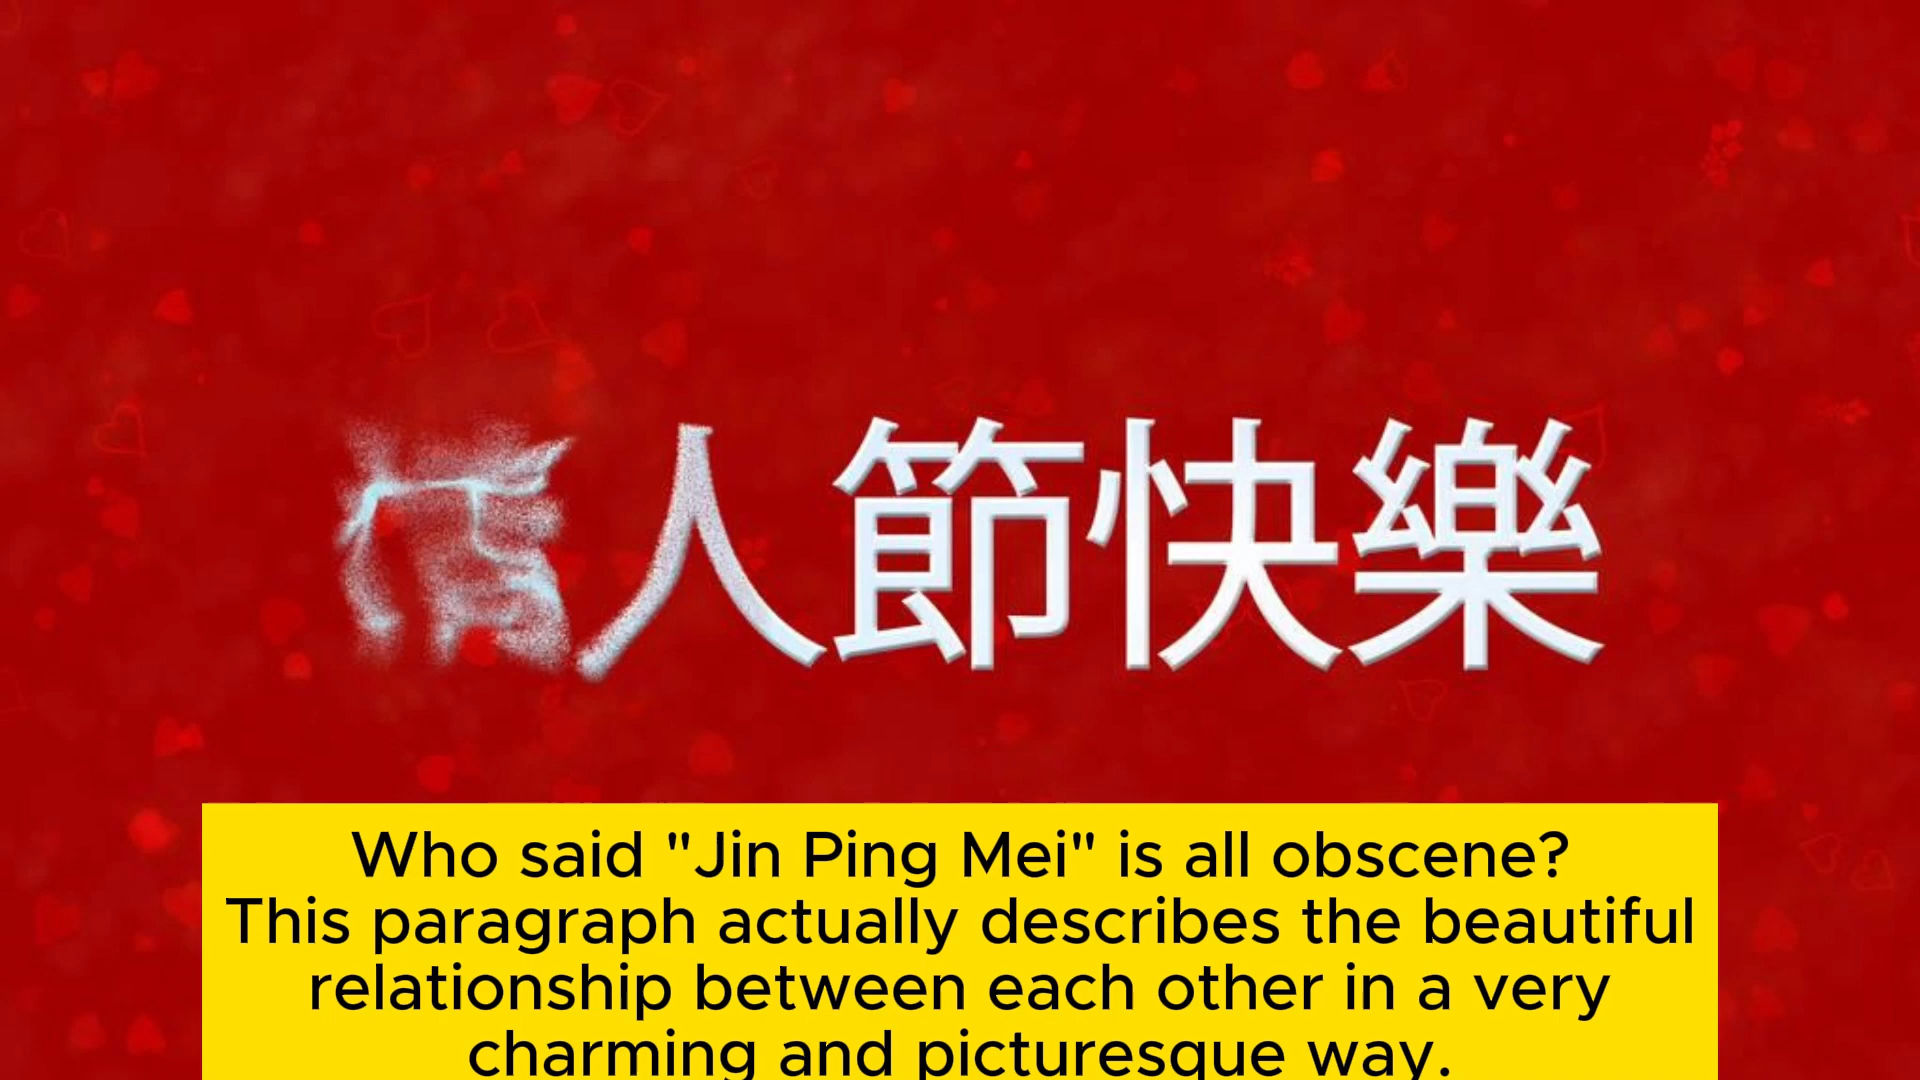 人節快樂
Who said "Jin Ping Mei" is all obscene?
This paragraph actually describes the beautiful
relationship between each other in a very
charming and picturesque way.